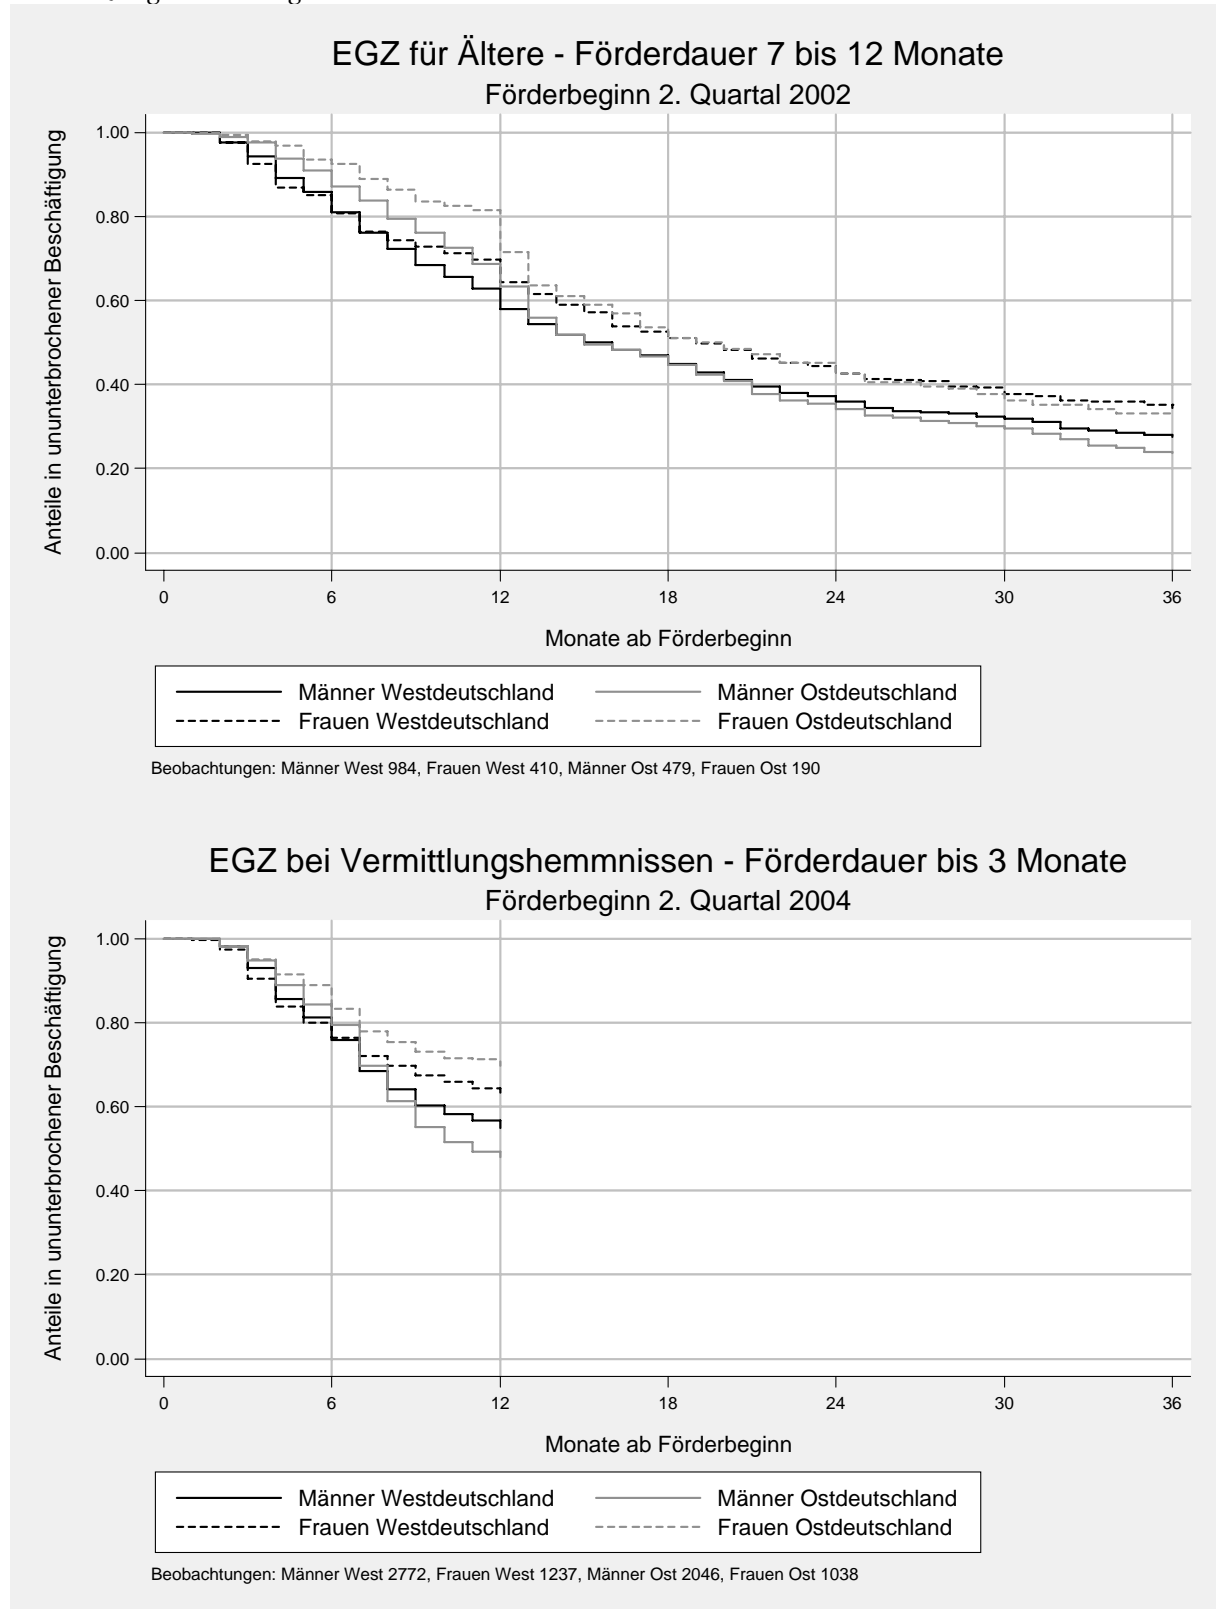 EGZ für Ältere - Förderdauer 7 bis 12 Monate
Förderbeginn 2. Quartal 2002
Anteile in ununterbrochener Beschäftigung
1.00
0.80
0.60
0.40
0.20
0.00
0 6 12 18 24 30 36
Monate ab Förderbeginn
Männer Westdeutschland Männer Ostdeutschland
Frauen Westdeutschland Frauen Ostdeutschland
Beobachtungen: Männer West 984, Frauen West 410, Männer Ost 479, Frauen Ost 190
EGZ bei Vermittlungshemmnissen - Förderdauer bis 3 Monate
Förderbeginn 2. Quartal 2004
Anteile in ununterbrochener Beschäftigung
1.00
0.80
0.60
0.40
0.20
0.00
0 6 12 18 24 30 36
Monate ab Förderbeginn
Männer Westdeutschland Männer Ostdeutschland
Frauen Westdeutschland Frauen Ostdeutschland
Beobachtungen: Männer West 2772, Frauen West 1237, Männer Ost 2046, Frauen Ost 1038